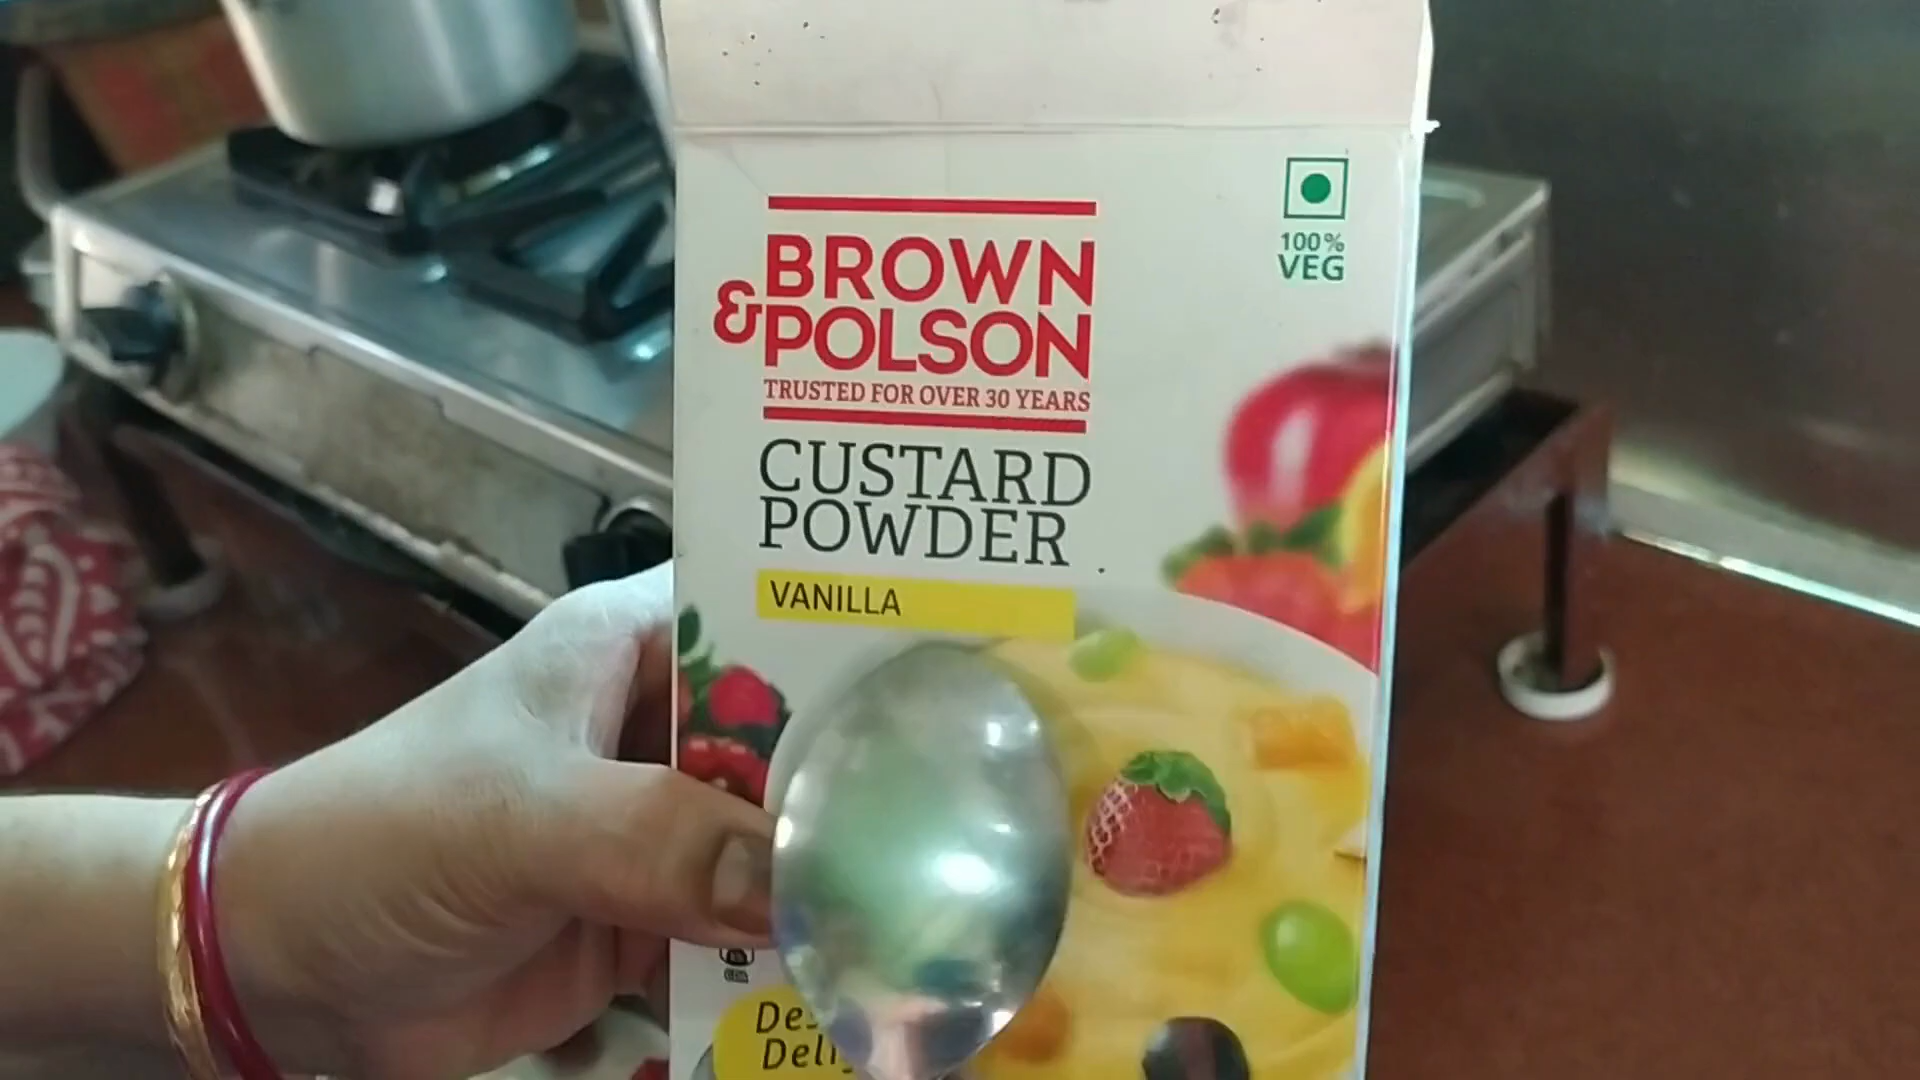 BROWN
& POLSON
TRUSTED FOR OVER 30 YEARS
CUSTARD
POWDER
VANILLA
100%
VEG